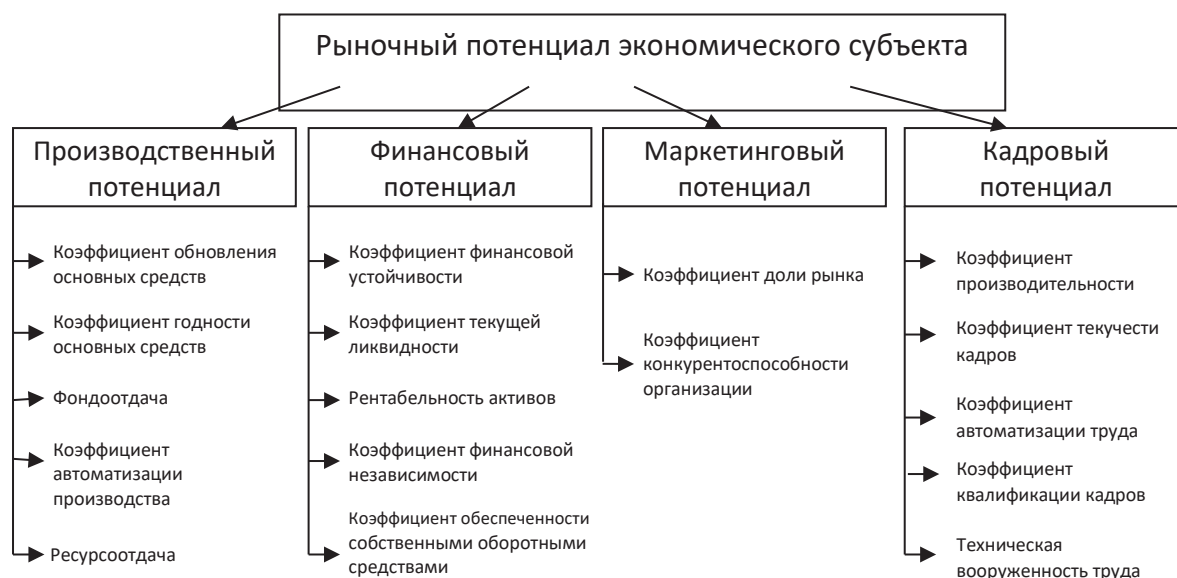 Рыночный потенциал экономического субъекта
Производственный
потенциал
Коэффициент обновления
основных средств
Коэффициент годности
основных средств
Фондоотдача
Коэффициент
автоматизации
производства
Ресурсоотдача
Финансовый
потенциал
Коэффициент финансовой
устойчивости
Коэффициент текущей
ликвидности
Рентабельность активов
Коэффициент финансовой
независимости
Коэффициент обеспеченности
собственными оборотными
средствами
Маркетинговый
потенциал
Коэффициент доли рынка
Коэффициент
конкурентоспособности
организации
Кадровый
потенциал
Коэффициент
производительности
Коэффициент текучести
кадров
Коэффициент
автоматизации труда
Коэффициент
квалификации кадров
Техническая
вооруженность труда